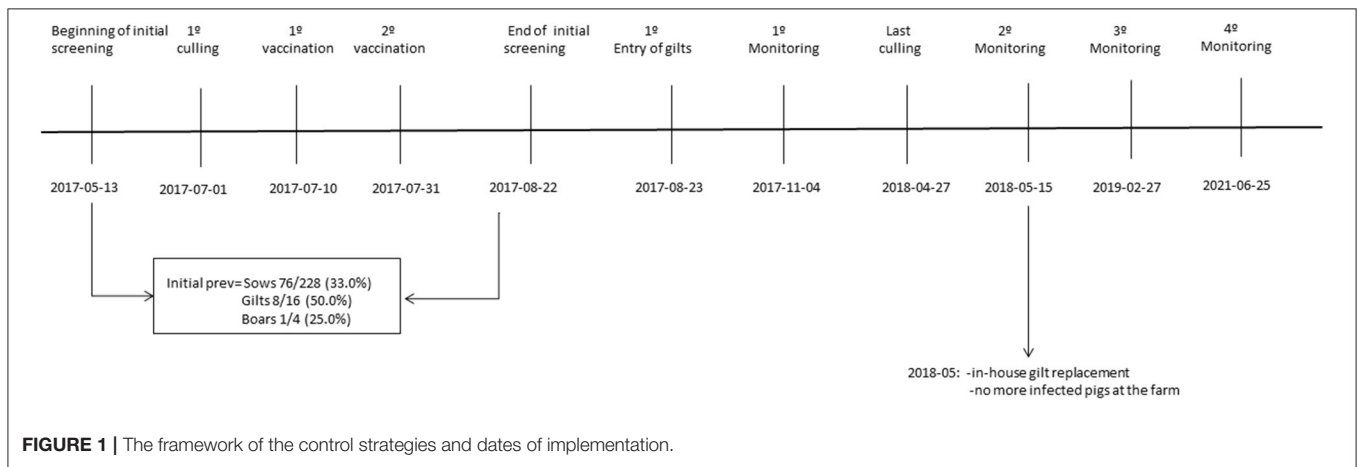 Beginning of initial
screening
1º
culling
1º
vaccination
2º
vaccination
End of initial
screening
1º
Entry of gilts
1º
Monitoring
Last
culling
2º
Monitoring
3º
Monitoring
4º
Monitoring
2017-05-13
2017-07-01
2017-07-10
2017-07-31
2017-08-22
2017-08-23
2017-11-04
2018-04-27
2018-05-15
2019-02-27
2021-06-25
Initial prev= Sows 76/228 (33.0%)
Gilts 8/16 (50.0%)
Boars 1/4 (25.0%)
2018-05: -in-house gilt replacement
-no more infected pigs at the farm
FIGURE 1 | The framework of the control strategies and dates of implementation.